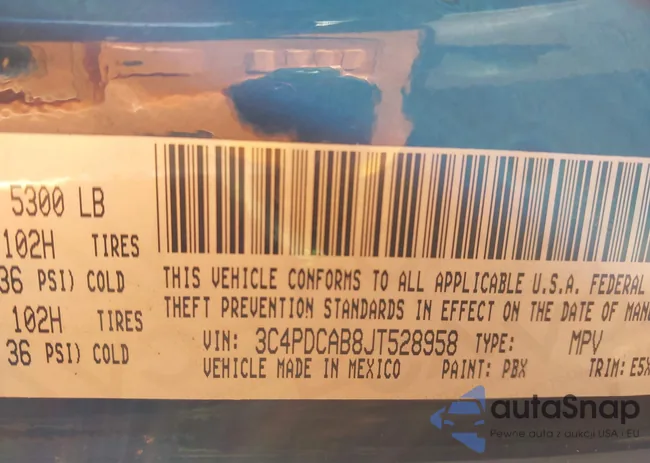 5300 LB
102H TIRES
36 PSI) COLD
102H TIRES
36 PSI) COLD
THIS VEHICLE CONFORMS TO ALL APPLICABLE U.S.A. FEDERAL
THEFT PREVENTION STANDARDS IN EFFECT ON THE DATE OF MAN
VIN: 3C4PDCAB8JT528958 TYPE: MPV
VEHICLE MADE IN MEXICO PAINT: PBX TRIM: E5X
autaSnap
Pewne auta z aukcji USA - EU